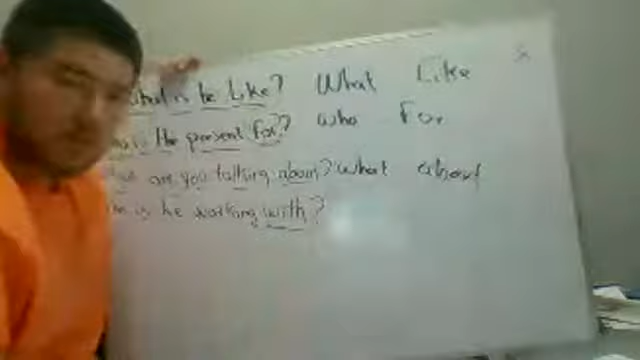 what is he like? What Like
is the present for? who For
are you talking about? what about
is he working with?